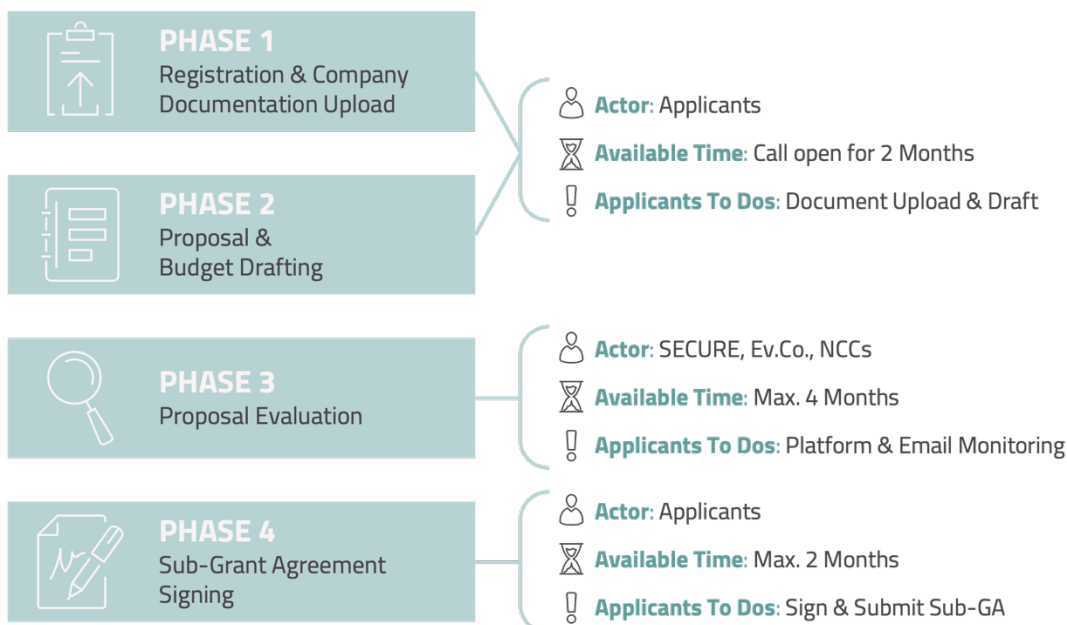 PHASE 1
Registration & Company
Documentation Upload
PHASE 2
Proposal &
Budget Drafting
Actor: Applicants
Available Time: Call open for 2 Months
Applicants To Dos: Document Upload & Draft
PHASE 3
Proposal Evaluation
Actor: SECURE, Ev.Co., NCCs
Available Time: Max. 4 Months
Applicants To Dos: Platform & Email Monitoring
PHASE 4
Sub-Grant Agreement
Signing
Actor: Applicants
Available Time: Max. 2 Months
Applicants To Dos: Sign & Submit Sub-GA